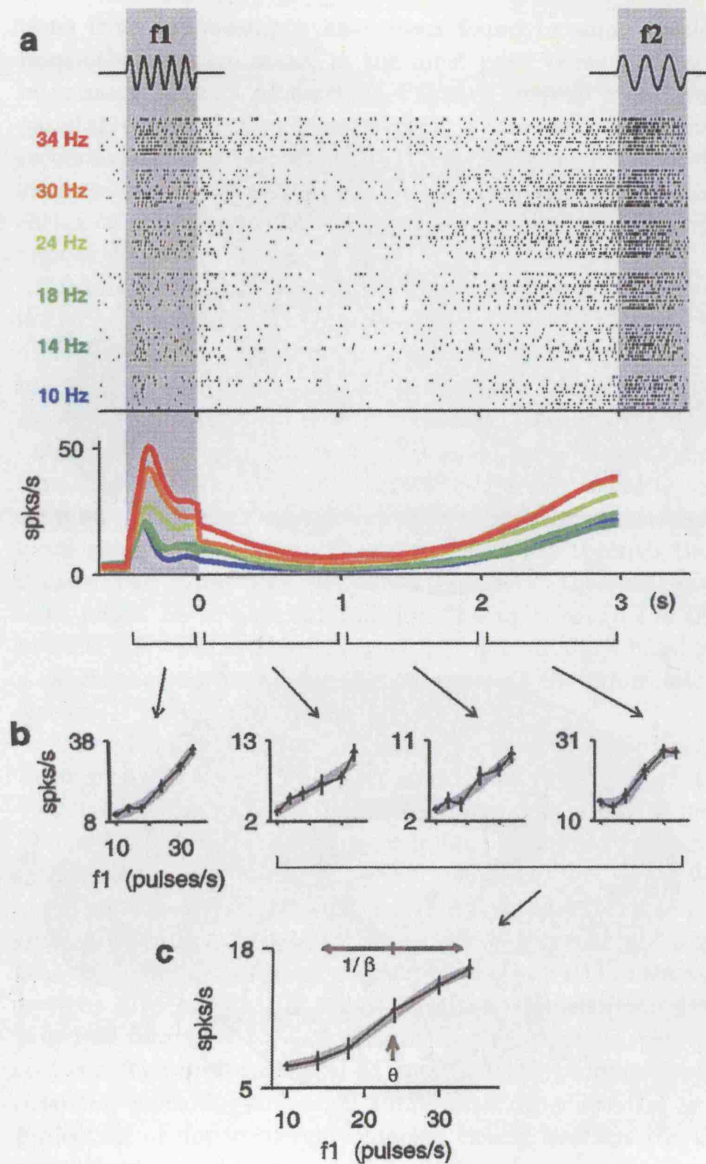 a
f1 f2
34 Hz
30 Hz
24 Hz
18 Hz
14 Hz
10 Hz
50
spks/s
0
0 1 2 3 (s)
b
spks/s
38 13 11 31
8 2 2 10
10 30
f1 (pulses/s)
c
18
1/β
spks/s
θ
5
10 20 30
f1 (pulses/s)